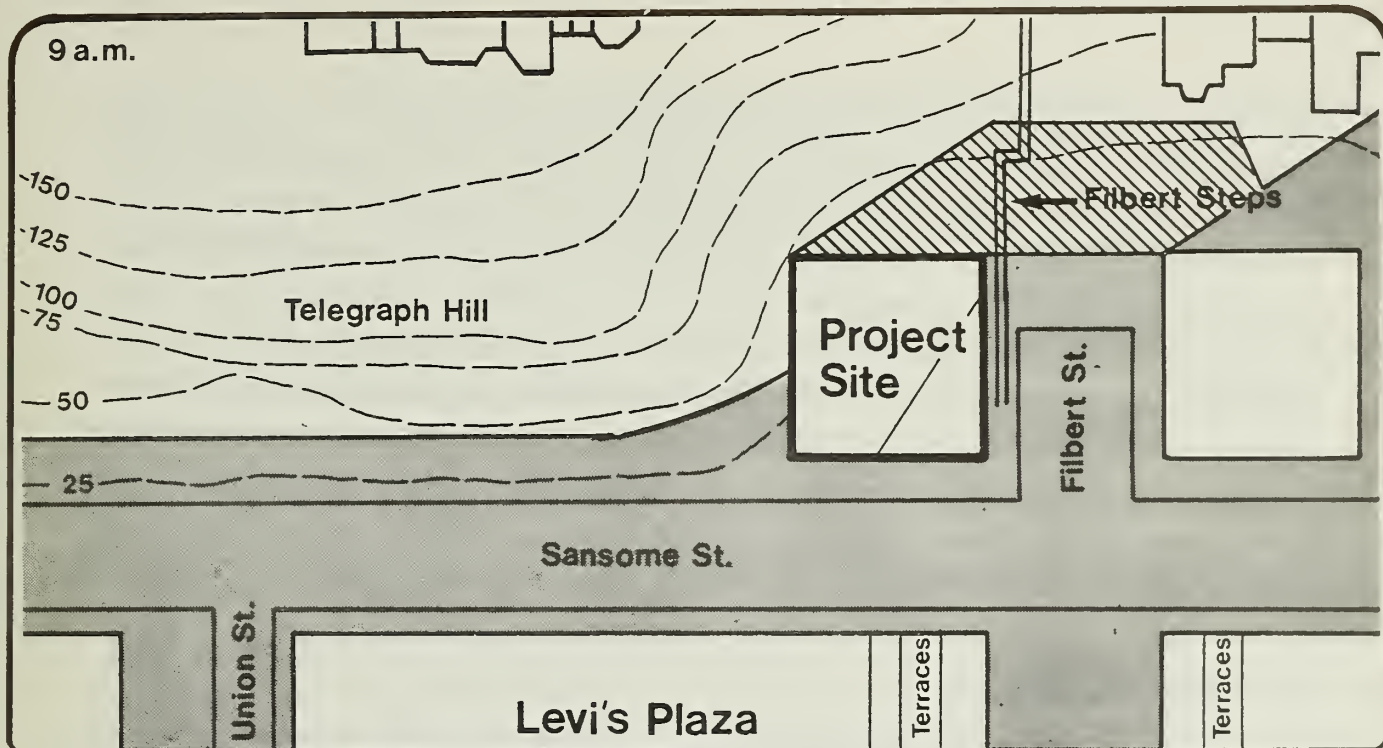 9 a.m.
-150
-125
-100
-75
50
25
Telegraph Hill
Filbert Steps
Project
Site
Filbert St.
Sansome St.
Union St.
Levi's Plaza
Terraces
Terraces